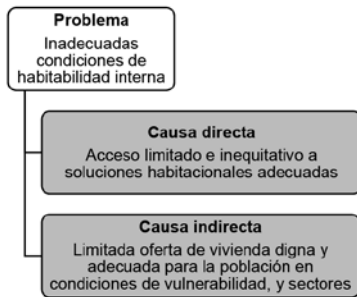 Problema
Inadecuadas
condiciones de
habitabilidad interna
Causa directa
Acceso limitado e inequitativo a
soluciones habitacionales adecuadas
Causa indirecta
Limitada oferta de vivienda digna y
adecuada para la población en
condiciones de vulnerabilidad, y sectores